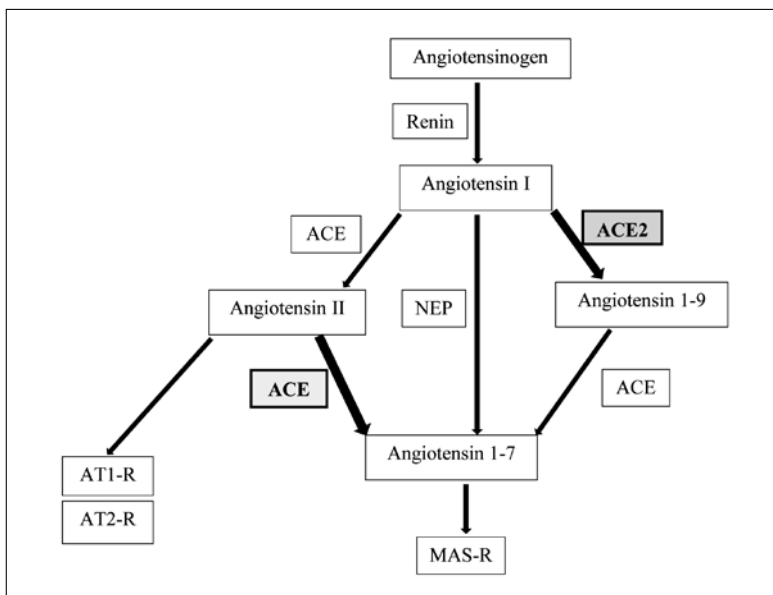 Angiotensinogen
Renin
Angiotensin I
ACE
ACE2
Angiotensin II
NEP
Angiotensin 1-9
ACE
ACE
Angiotensin 1-7
AT1-R
AT2-R
MAS-R